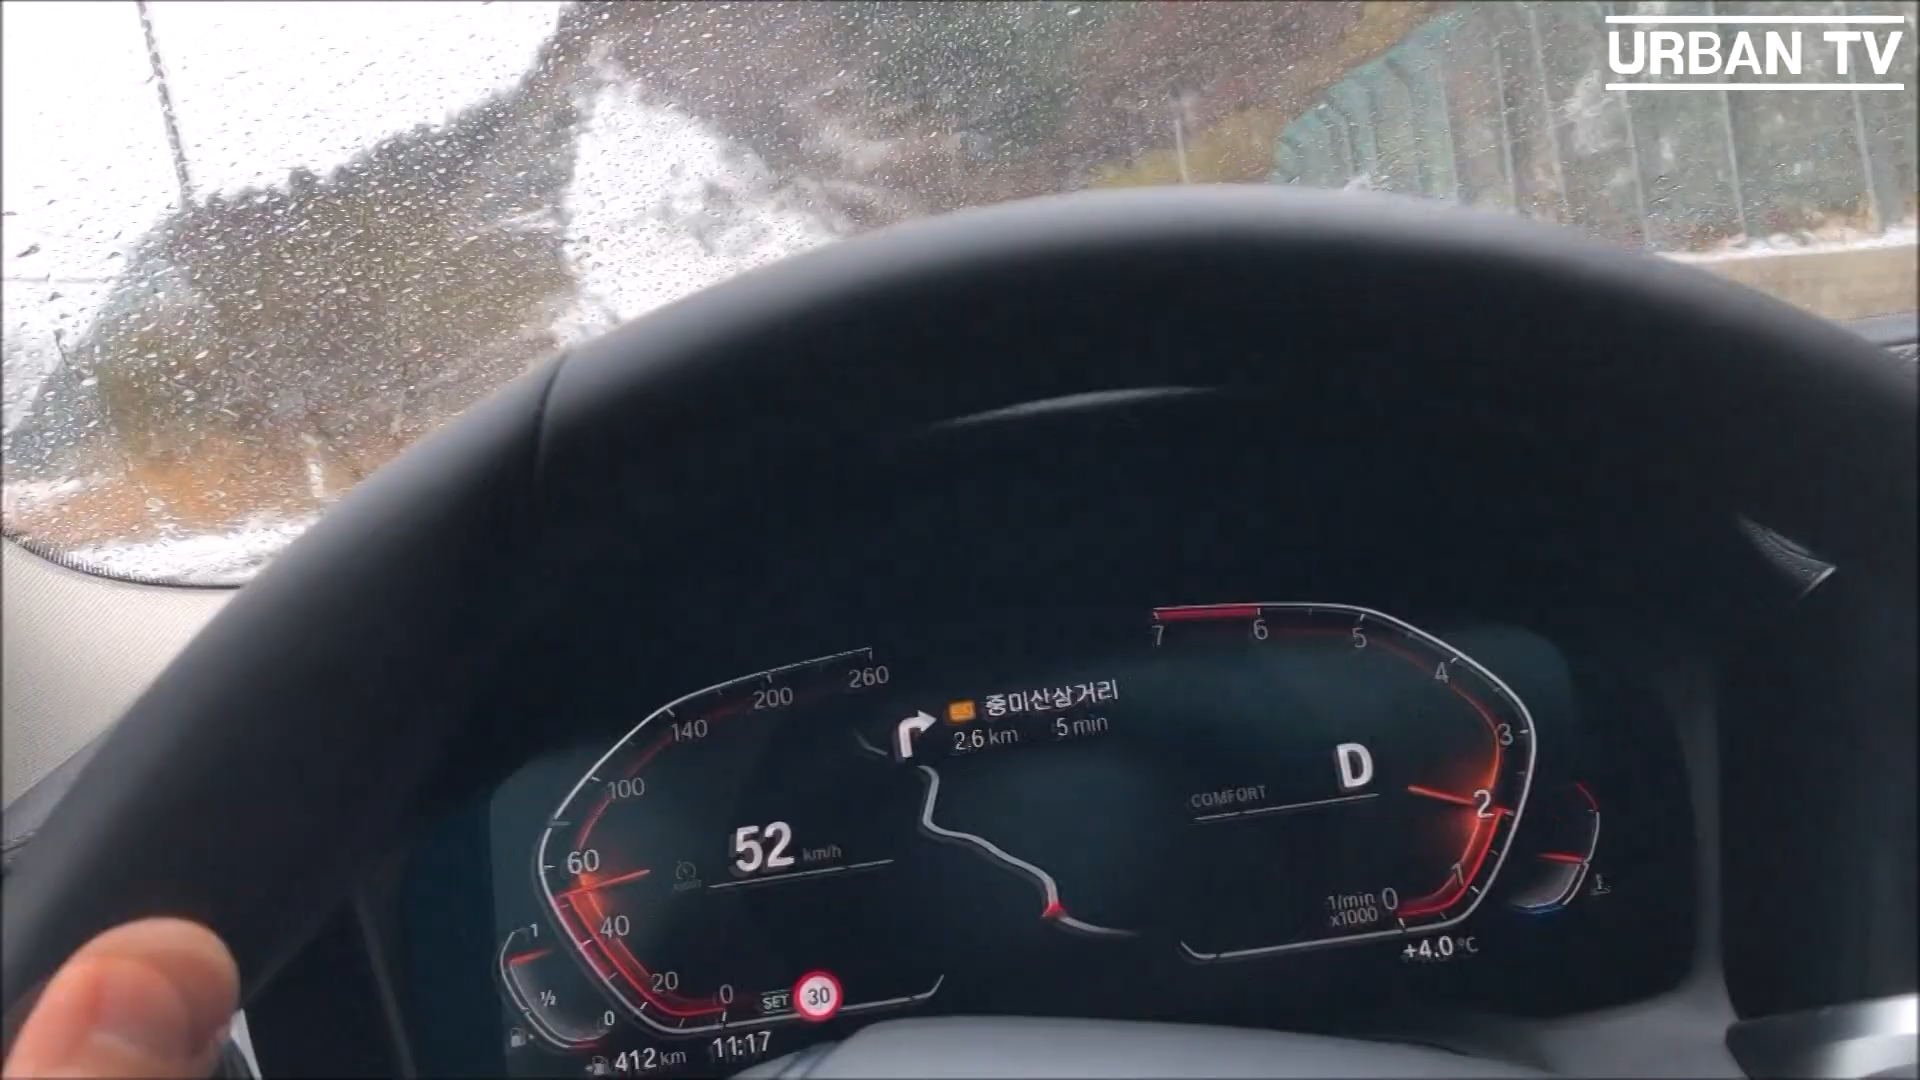 URBAN TV
7 6 5 4 3 2 1 0
260
200
140
100
60
40
20
0
중미산삼거리
2.6 km 5 min
D
COMFORT
52 km/h
1/min
x1000
+4.0 °C
1
1/2
0
SET 30
412 km 11:17